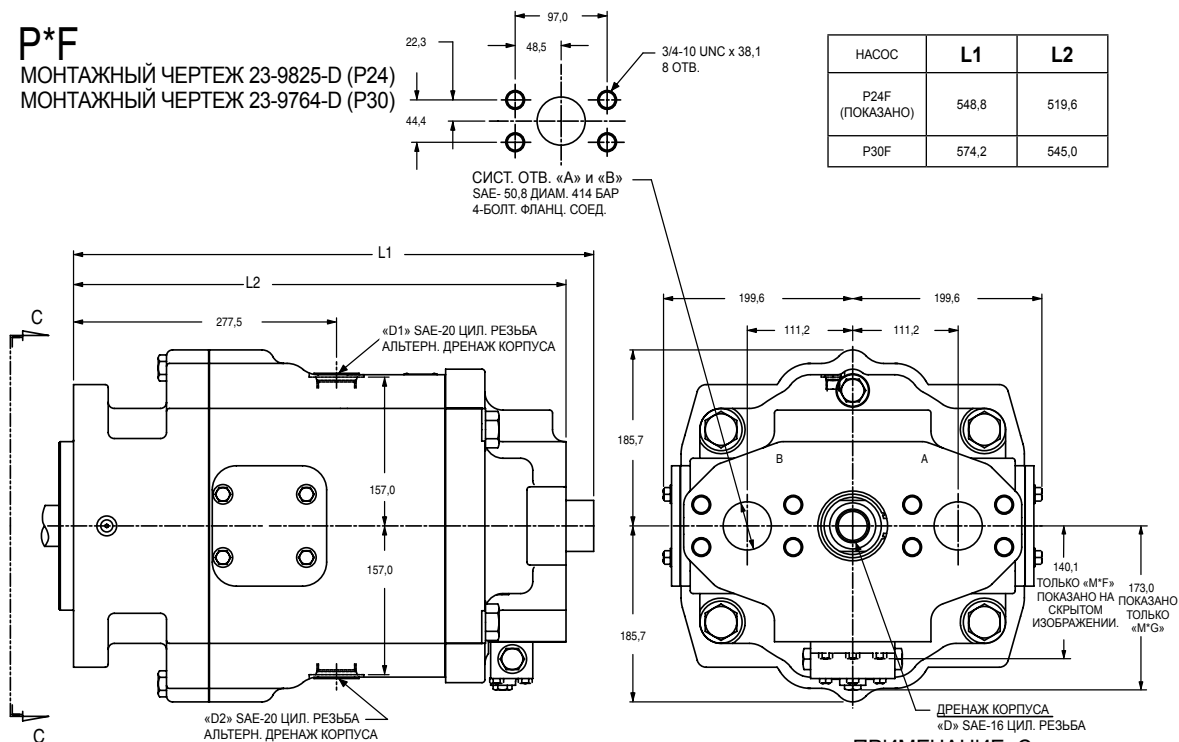 P*F
МОНТАЖНЫЙ ЧЕРТЕЖ 23-9825-D (P24)
МОНТАЖНЫЙ ЧЕРТЕЖ 23-9764-D (P30)
97,0
48,5
22,3
44,4
3/4-10 UNC x 38,1
8 ОТВ.
СИСТ. ОТВ. «A» и «B»
SAE- 50,8 ДИАМ. 414 БАР
4-БОЛТ. ФЛАНЦ. СОЕД.
НАСОС L1 L2
P24F
(ПОКАЗАНО) 548,8 519,6
P30F 574,2 545,0
L1
L2
277,5
C
C
«D1» SAE-20 ЦИЛ. РЕЗЬБА
АЛЬТЕРН. ДРЕНАЖ КОРПУСА
157,0
157,0
«D2» SAE-20 ЦИЛ. РЕЗЬБА
АЛЬТЕРН. ДРЕНАЖ КОРПУСА
199,6 199,6
111,2 111,2
185,7
185,7
B A
140,1
ТОЛЬКО «M*F»
ПОКАЗАНО НА
СКРЫТОМ
ИЗОБРАЖЕНИИ.
173,0
ПОКАЗАНО
ТОЛЬКО
«M*G»
ДРЕНАЖ КОРПУСА
«D» SAE-16 ЦИЛ. РЕЗЬБА